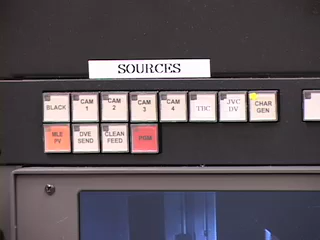 SOURCES
BLACK
CAM 1
CAM 2
CAM 3
CAM 4
TBC
JVC DV
CHAR GEN
MLE PV
DVE SEND
CLEAN FEED
PGM